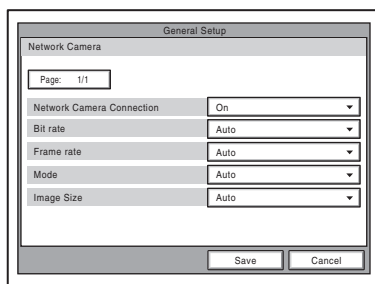 General Setup
Network Camera
Page: 1/1
Network Camera Connection On
Bit rate Auto
Frame rate Auto
Mode Auto
Image Size Auto
Save Cancel